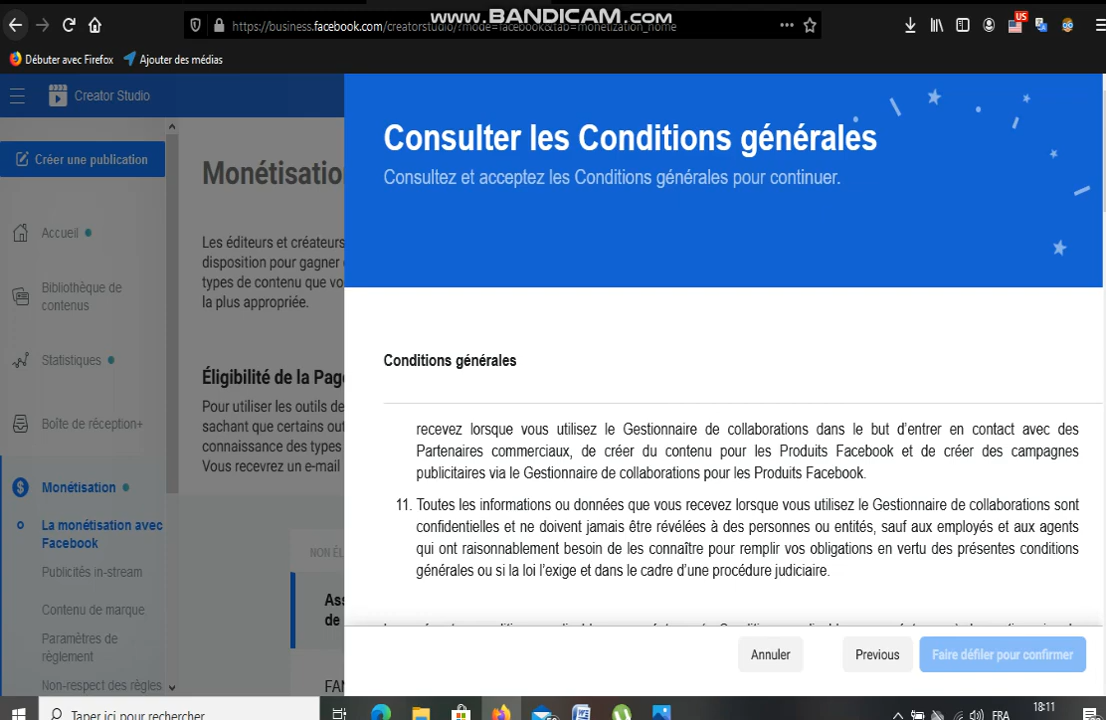 www.BANDICAM.com
https://business.facebook.com/creatorstudio/?mode=facebook&tab=monetization_home
US
Débuter avec Firefox
Ajouter des médias
Creator Studio
Créer une publication
Accueil
Bibliothèque de
contenus
Statistiques
Boîte de réception+
Monétisation
La monétisation avec
Facebook
Publicités in-stream
Contenu de marque
Paramètres de
règlement
Non-respect des règles
Monétisatio
Les éditeurs et créateurs
disposition pour gagner
types de contenu que vo
la plus appropriée.
Éligibilité de la Pag
Pour utiliser les outils de
sachant que certains out
connaissance des types
Vous recevrez un e-mail
NON ÉL
Ass
de
FAN
Consulter les Conditions générales
Consultez et acceptez les Conditions générales pour continuer.
Conditions générales
recevez lorsque vous utilisez le Gestionnaire de collaborations dans le but d'entrer en contact avec des
Partenaires commerciaux, de créer du contenu pour les Produits Facebook et de créer des campagnes
publicitaires via le Gestionnaire de collaborations pour les Produits Facebook.
11. Toutes les informations ou données que vous recevez lorsque vous utilisez le Gestionnaire de collaborations sont
confidentielles et ne doivent jamais être révélées à des personnes ou entités, sauf aux employés et aux agents
qui ont raisonnablement besoin de les connaître pour remplir vos obligations en vertu des présentes conditions
générales ou si la loi l'exige et dans le cadre d'une procédure judiciaire.
Annuler
Previous
Faire défiler pour confirmer
Taper ici pour rechercher
FRA
18:11